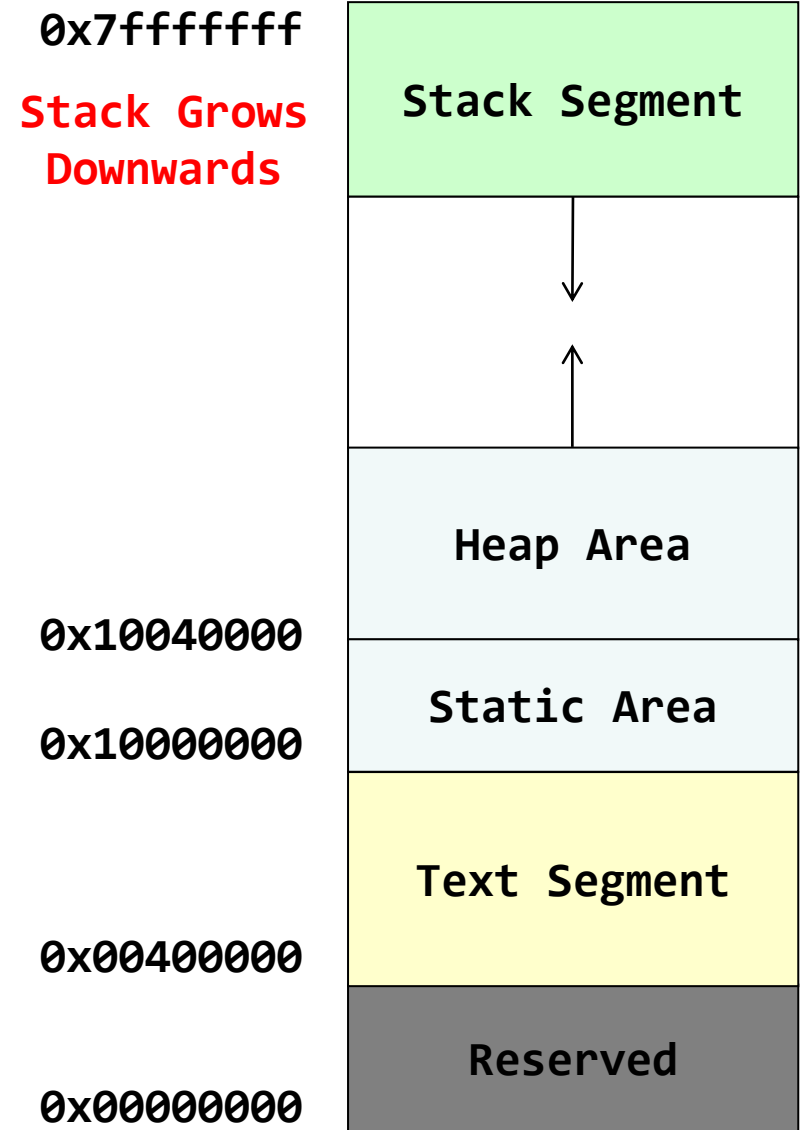 0x7fffffff
Stack Segment
Stack Grows
Downwards
Heap Area
0x10040000
Static Area
0x10000000
Text Segment
0x00400000
Reserved
0x00000000